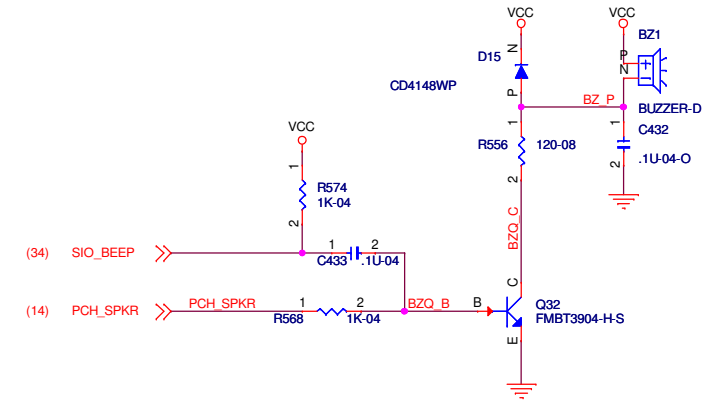 VCC
VCC
BZ1
D15
N
P
N
CD4148WP
P
BZ_P
BUZZER-D
1
1
C432
R556
120-08
.1U-04-O
2
2
VCC
1
R574
1K-04
2
BZQ_C
(34)
SIO_BEEP
1
2
C433
.1U-04
C
(14)
PCH_SPKR
PCH_SPKR
1
2
BZQ_B
B
Q32
R568
1K-04
FMBT3904-H-S
E